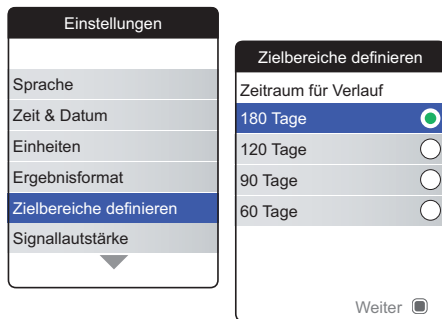 Einstellungen
Sprache
Zeit & Datum
Einheiten
Ergebnisformat
Zielbereiche definieren
Signallautstärke
Zielbereiche definieren
Zeitraum für Verlauf
180 Tage
120 Tage
90 Tage
60 Tage
Weiter